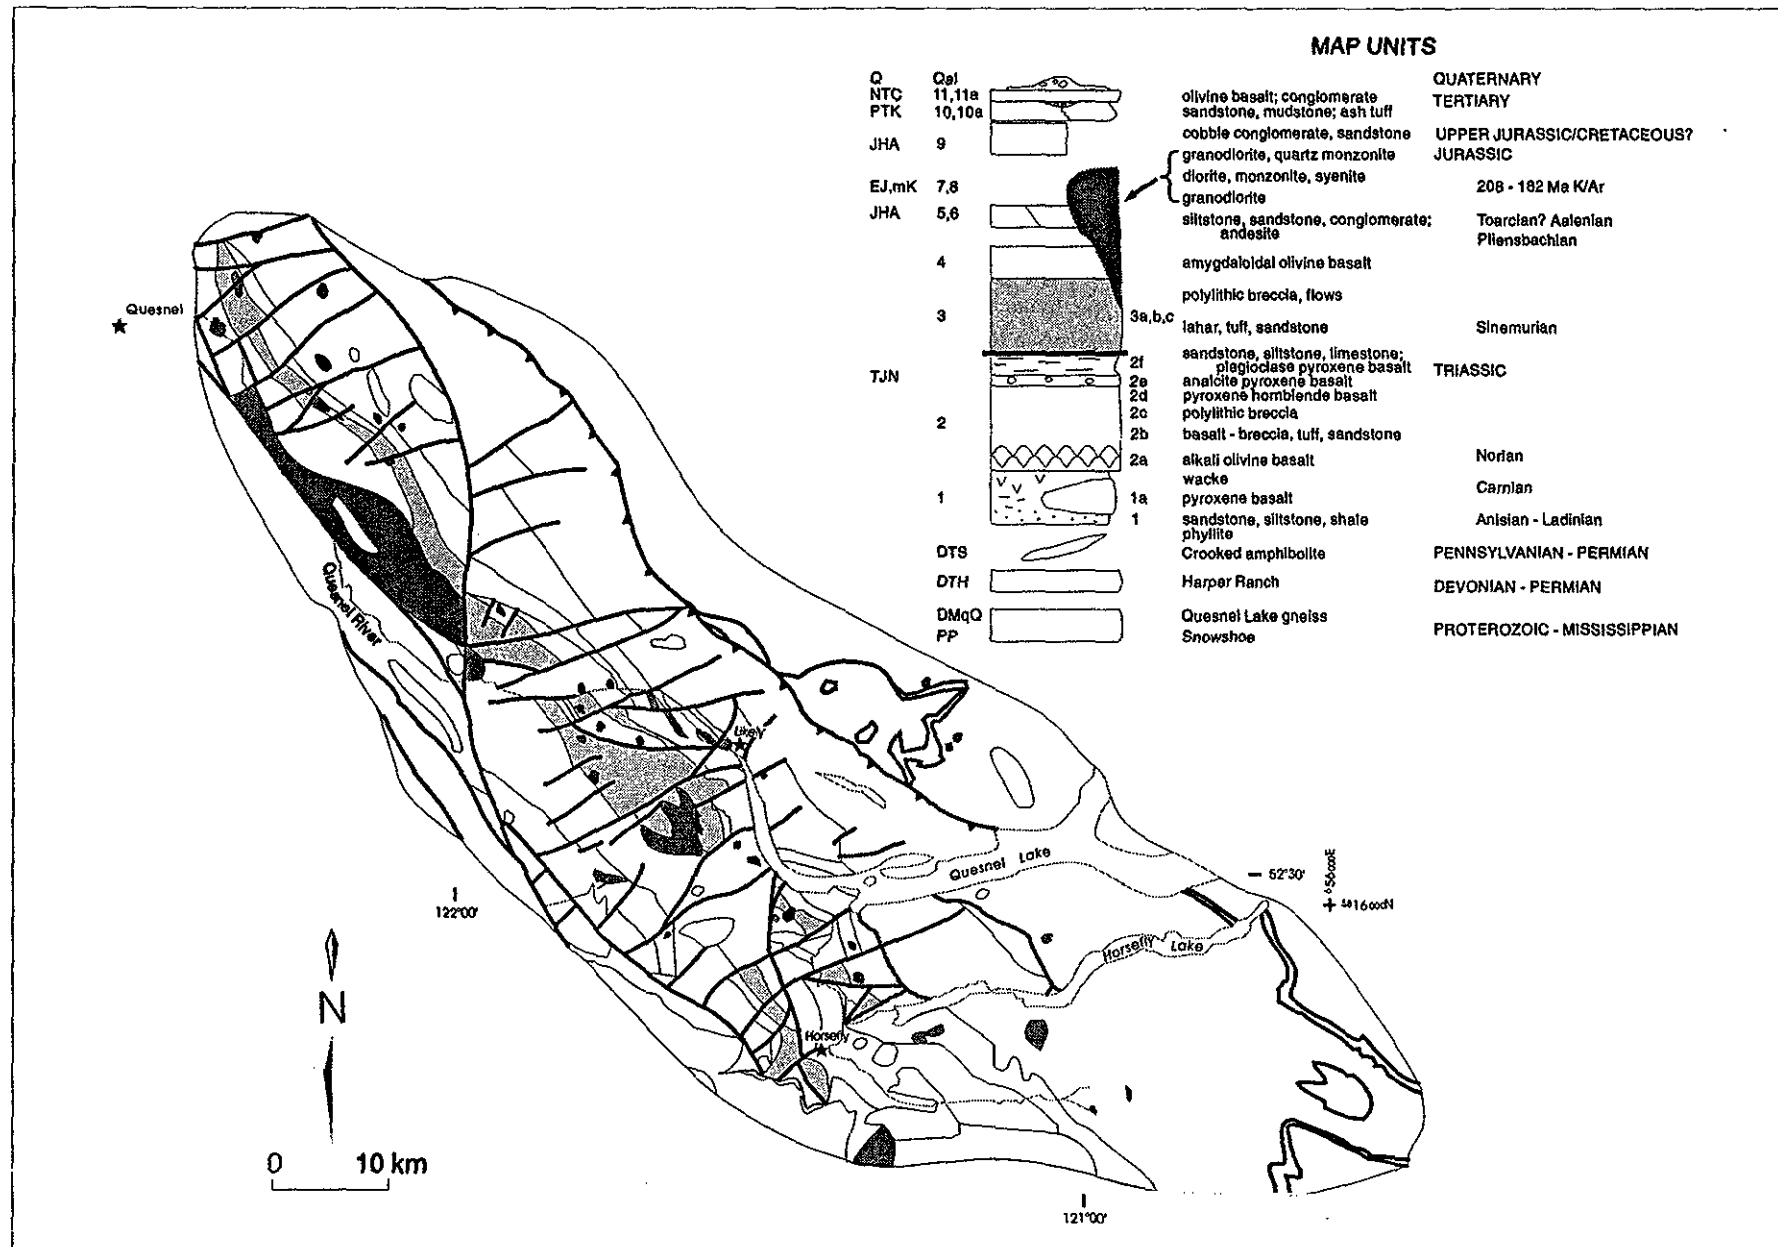 MAP UNITS
Q Qal QUATERNARY
NTC 11,11a olivine basalt; conglomerate TERTIARY
PTK 10,10a sandstone, mudstone; ash tuff
cobble conglomerate, sandstone UPPER JURASSIC/CRETACEOUS?
JHA 9
granodiorite, quartz monzonite JURASSIC
diorite, monzonite, syenite
EJ,mK 7,8 208 - 182 Ma K/Ar
granodiorite
JHA 5,6 siltstone, sandstone, conglomerate; Toarcian? Aalenian
andesite
Pliensbachian
4 amygdaloidal olivine basalt
polylithic breccia, flows
3 3a,b,c
lahar, tuff, sandstone Sinemurian
sandstone, siltstone, limestone;
2f plagioclase pyroxene basalt TRIASSIC
TJN
2e analcite pyroxene basalt
2d pyroxene hornblende basalt
2c polylithic breccia
2
2b basalt - breccia, tuff, sandstone
2a alkali olivine basalt Norian
wacke
Carnian
1 1a pyroxene basalt
1 sandstone, siltstone, shale Anisian - Ladinian
phyllite
DTS Crooked amphibolite PENNSYLVANIAN - PERMIAN
DTH Harper Ranch DEVONIAN - PERMIAN
DMqQ Quesnel Lake gneiss
PP Snowshoe PROTEROZOIC - MISSISSIPPIAN
Quesnel
Quesnel River
Likely
Quesnel Lake
52°30'
122°00'
Horsefly Lake
Horsefly
N
0 10 km
121°00'